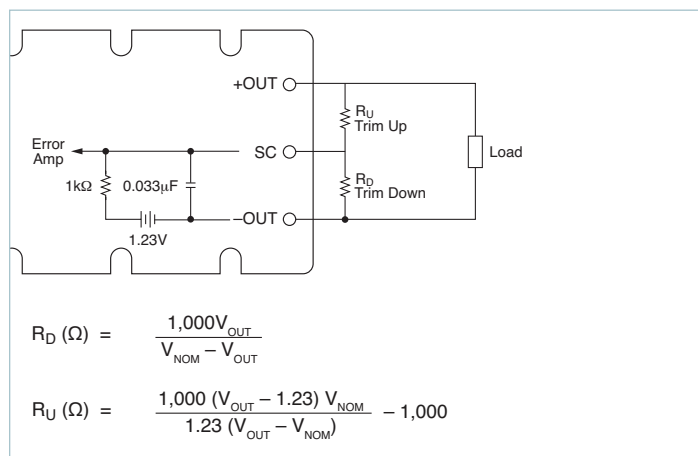 +OUT
R_U
Trim Up
Error
Amp
SC
Load
1kΩ
0.033µF
R_D
Trim Down
–OUT
1.23V
R_D (Ω) = 1,000V_OUT / V_NOM – V_OUT
R_U (Ω) = 1,000 (V_OUT – 1.23) V_NOM / 1.23 (V_OUT – V_NOM) – 1,000